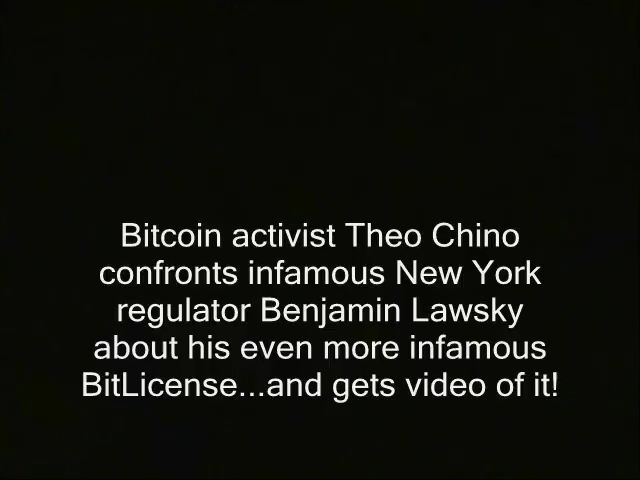 Bitcoin activist Theo Chino
confronts infamous New York
regulator Benjamin Lawsky
about his even more infamous
BitLicense...and gets video of it!